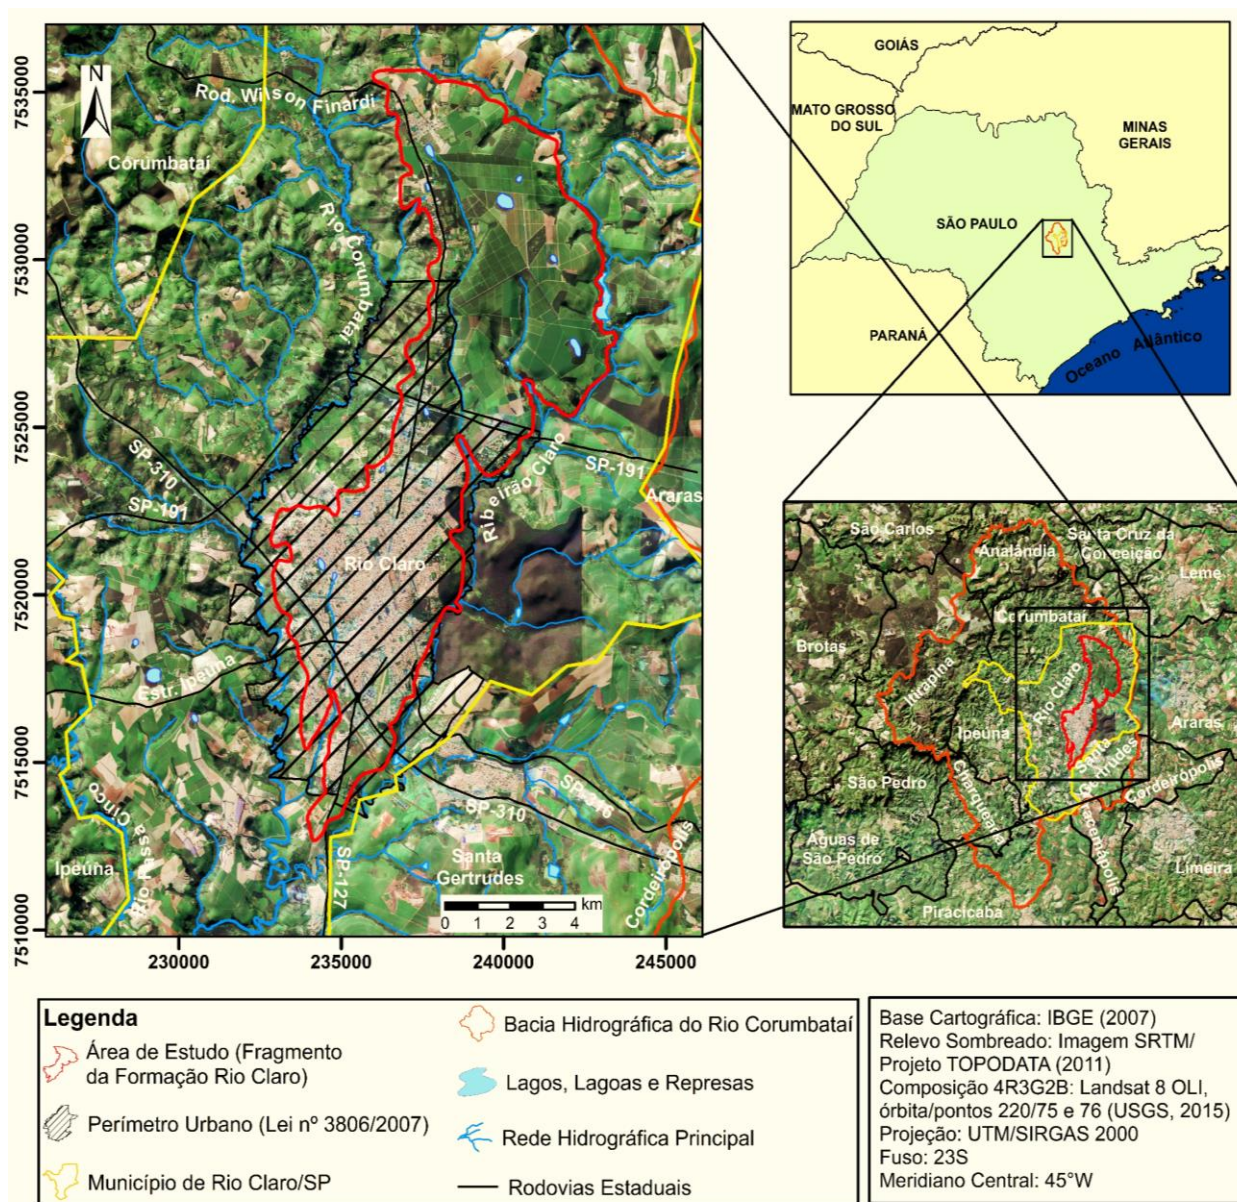 7535000
7530000
7525000
7520000
7515000
7510000
230000
235000
240000
245000
N
Rod. Wilson Finardi
Corumbataí
Rio Corumbataí
SP-310
SP-191
SP-191
Araras
Ribeirão Claro
Rio Claro
Estr. Ipeúna
Rio Passa Cinco
Ipeúna
SP-127
SP-310
SP-316
Santa
Gertrudes
Cordeirópolis
km
0 1 2 3 4
GOIÁS
MATO GROSSO
DO SUL
MINAS
GERAIS
SÃO PAULO
PARANÁ
Oceano Atlântico
São Carlos
Analândia
Santa Cruz da
Conceição
Leme
Corumbataí
Brotas
Itirapina
Rio Claro
Ipeúna
Araras
Santa
Gertrudes
São Pedro
Charqueada
Cordeirópolis
Águas de
São Pedro
Iracemápolis
Limeira
Piracicaba
Legenda
Área de Estudo (Fragmento
da Formação Rio Claro)
Perímetro Urbano (Lei nº 3806/2007)
Município de Rio Claro/SP
Bacia Hidrográfica do Rio Corumbataí
Lagos, Lagoas e Represas
Rede Hidrográfica Principal
Rodovias Estaduais
Base Cartográfica: IBGE (2007)
Relevo Sombreado: Imagem SRTM/
Projeto TOPODATA (2011)
Composição 4R3G2B: Landsat 8 OLI,
órbita/pontos 220/75 e 76 (USGS, 2015)
Projeção: UTM/SIRGAS 2000
Fuso: 23S
Meridiano Central: 45°W